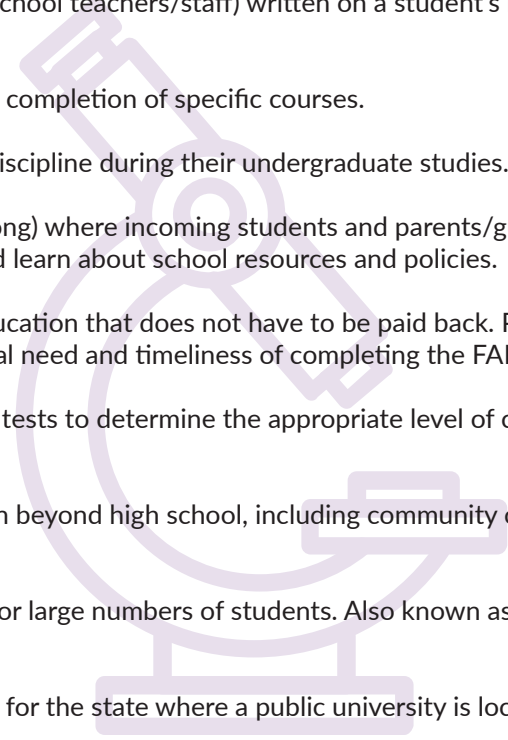 chool teachers/staff) written on a student's
completion of specific courses.
iscipline during their undergraduate studies.
ong) where incoming students and parents/g
d learn about school resources and policies.
ucation that does not have to be paid back. P
al need and timeliness of completing the FAF
tests to determine the appropriate level of c
n beyond high school, including community c
or large numbers of students. Also known as
for the state where a public university is loc